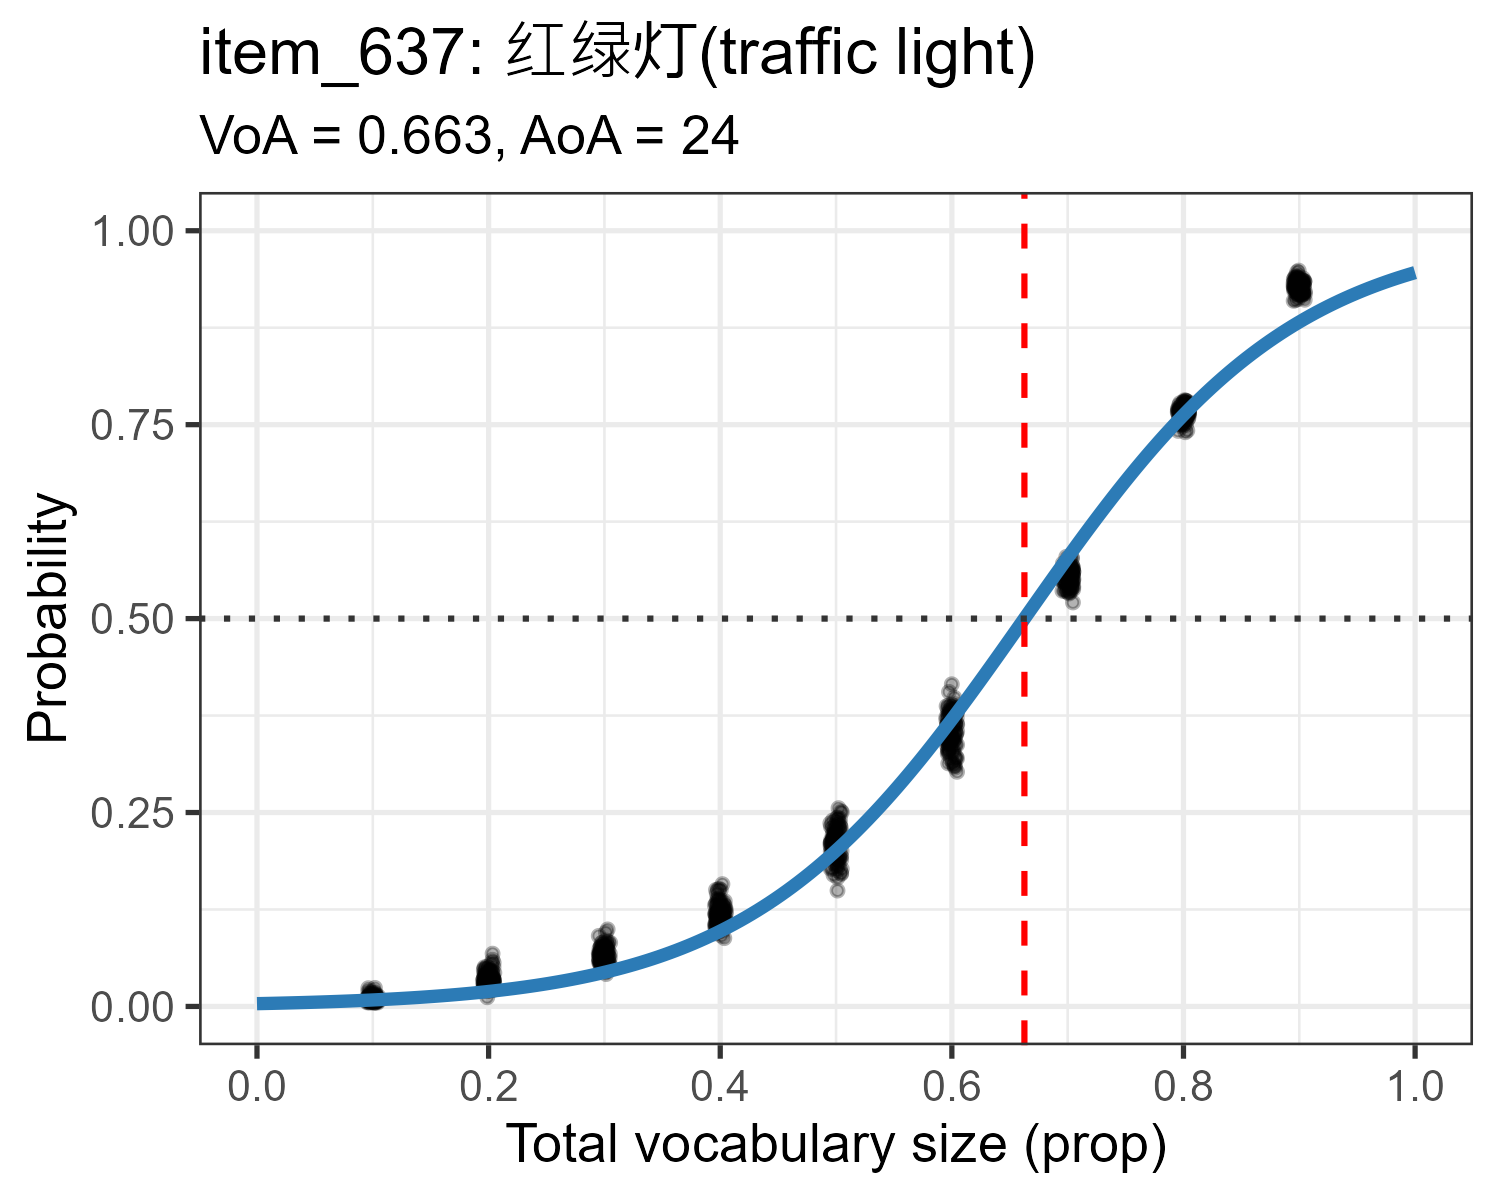 item_637: 红绿灯(traffic light)
VoA = 0.663, AoA = 24
1.00
0.75
0.50
0.25
0.00
Probability
0.0 0.2 0.4 0.6 0.8 1.0
Total vocabulary size (prop)